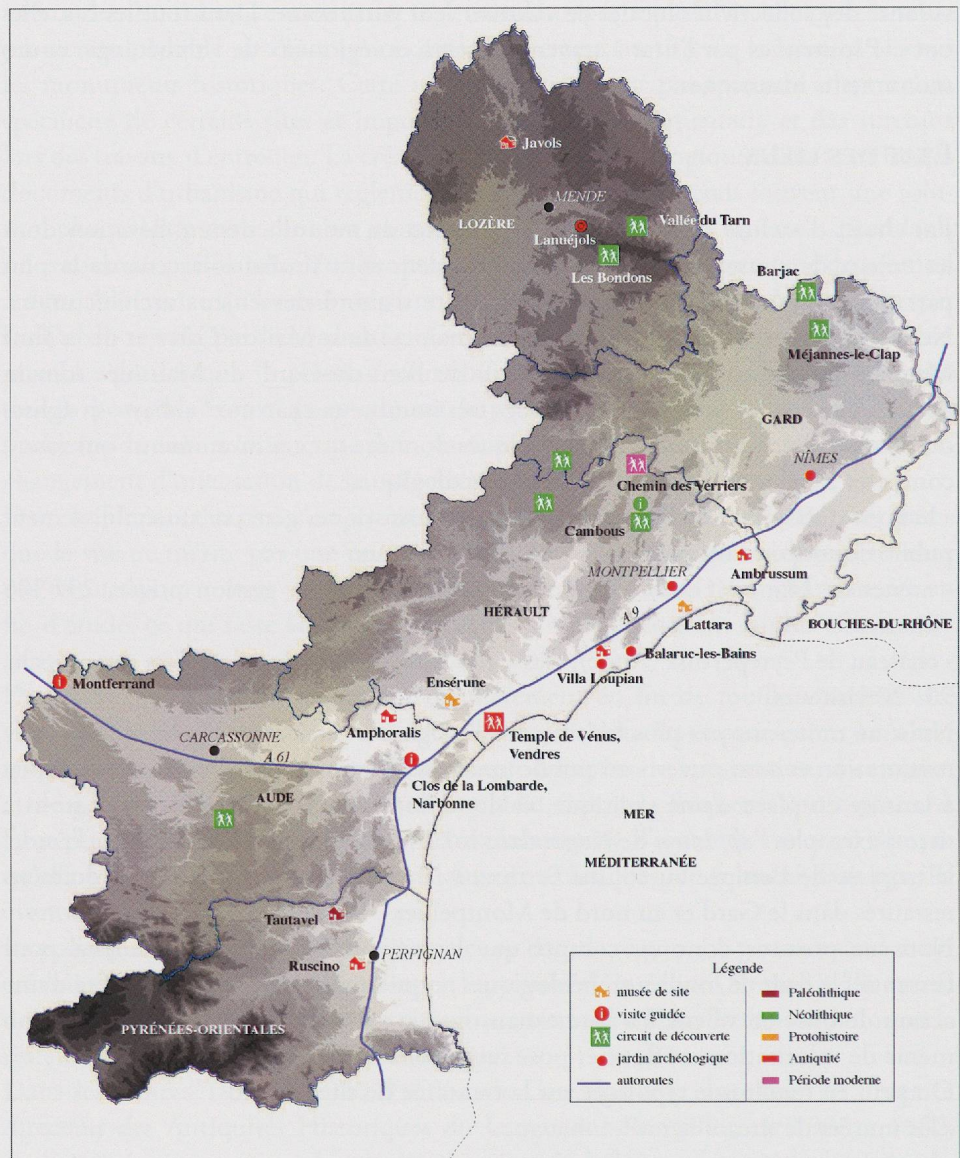 Javols
MENDE
LOZÈRE
Vallée du Tarn
Lanuéjols
Les Bondons
Barjac
Méjannes-le-Clap
GARD
NÎMES
Chemin des Verriers
i
Cambous
MONTPELLIER
Ambrussum
HÉRAULT
A 9
Lattara
BOUCHES-DU-RHÔNE
Balaruc-les-Bains
Villa Loupian
i
Montferrand
Ensérune
Amphoralis
Temple de Vénus,
Vendres
CARCASSONNE
A 61
i
Clos de la Lombarde,
Narbonne
AUDE
MER
MÉDITERRANÉE
Tautavel
PERPIGNAN
Ruscino
PYRÉNÉES-ORIENTALES
Légende
musée de site
i visite guidée
circuit de découverte
jardin archéologique
autoroutes
Paléolithique
Néolithique
Protohistoire
Antiquité
Période moderne